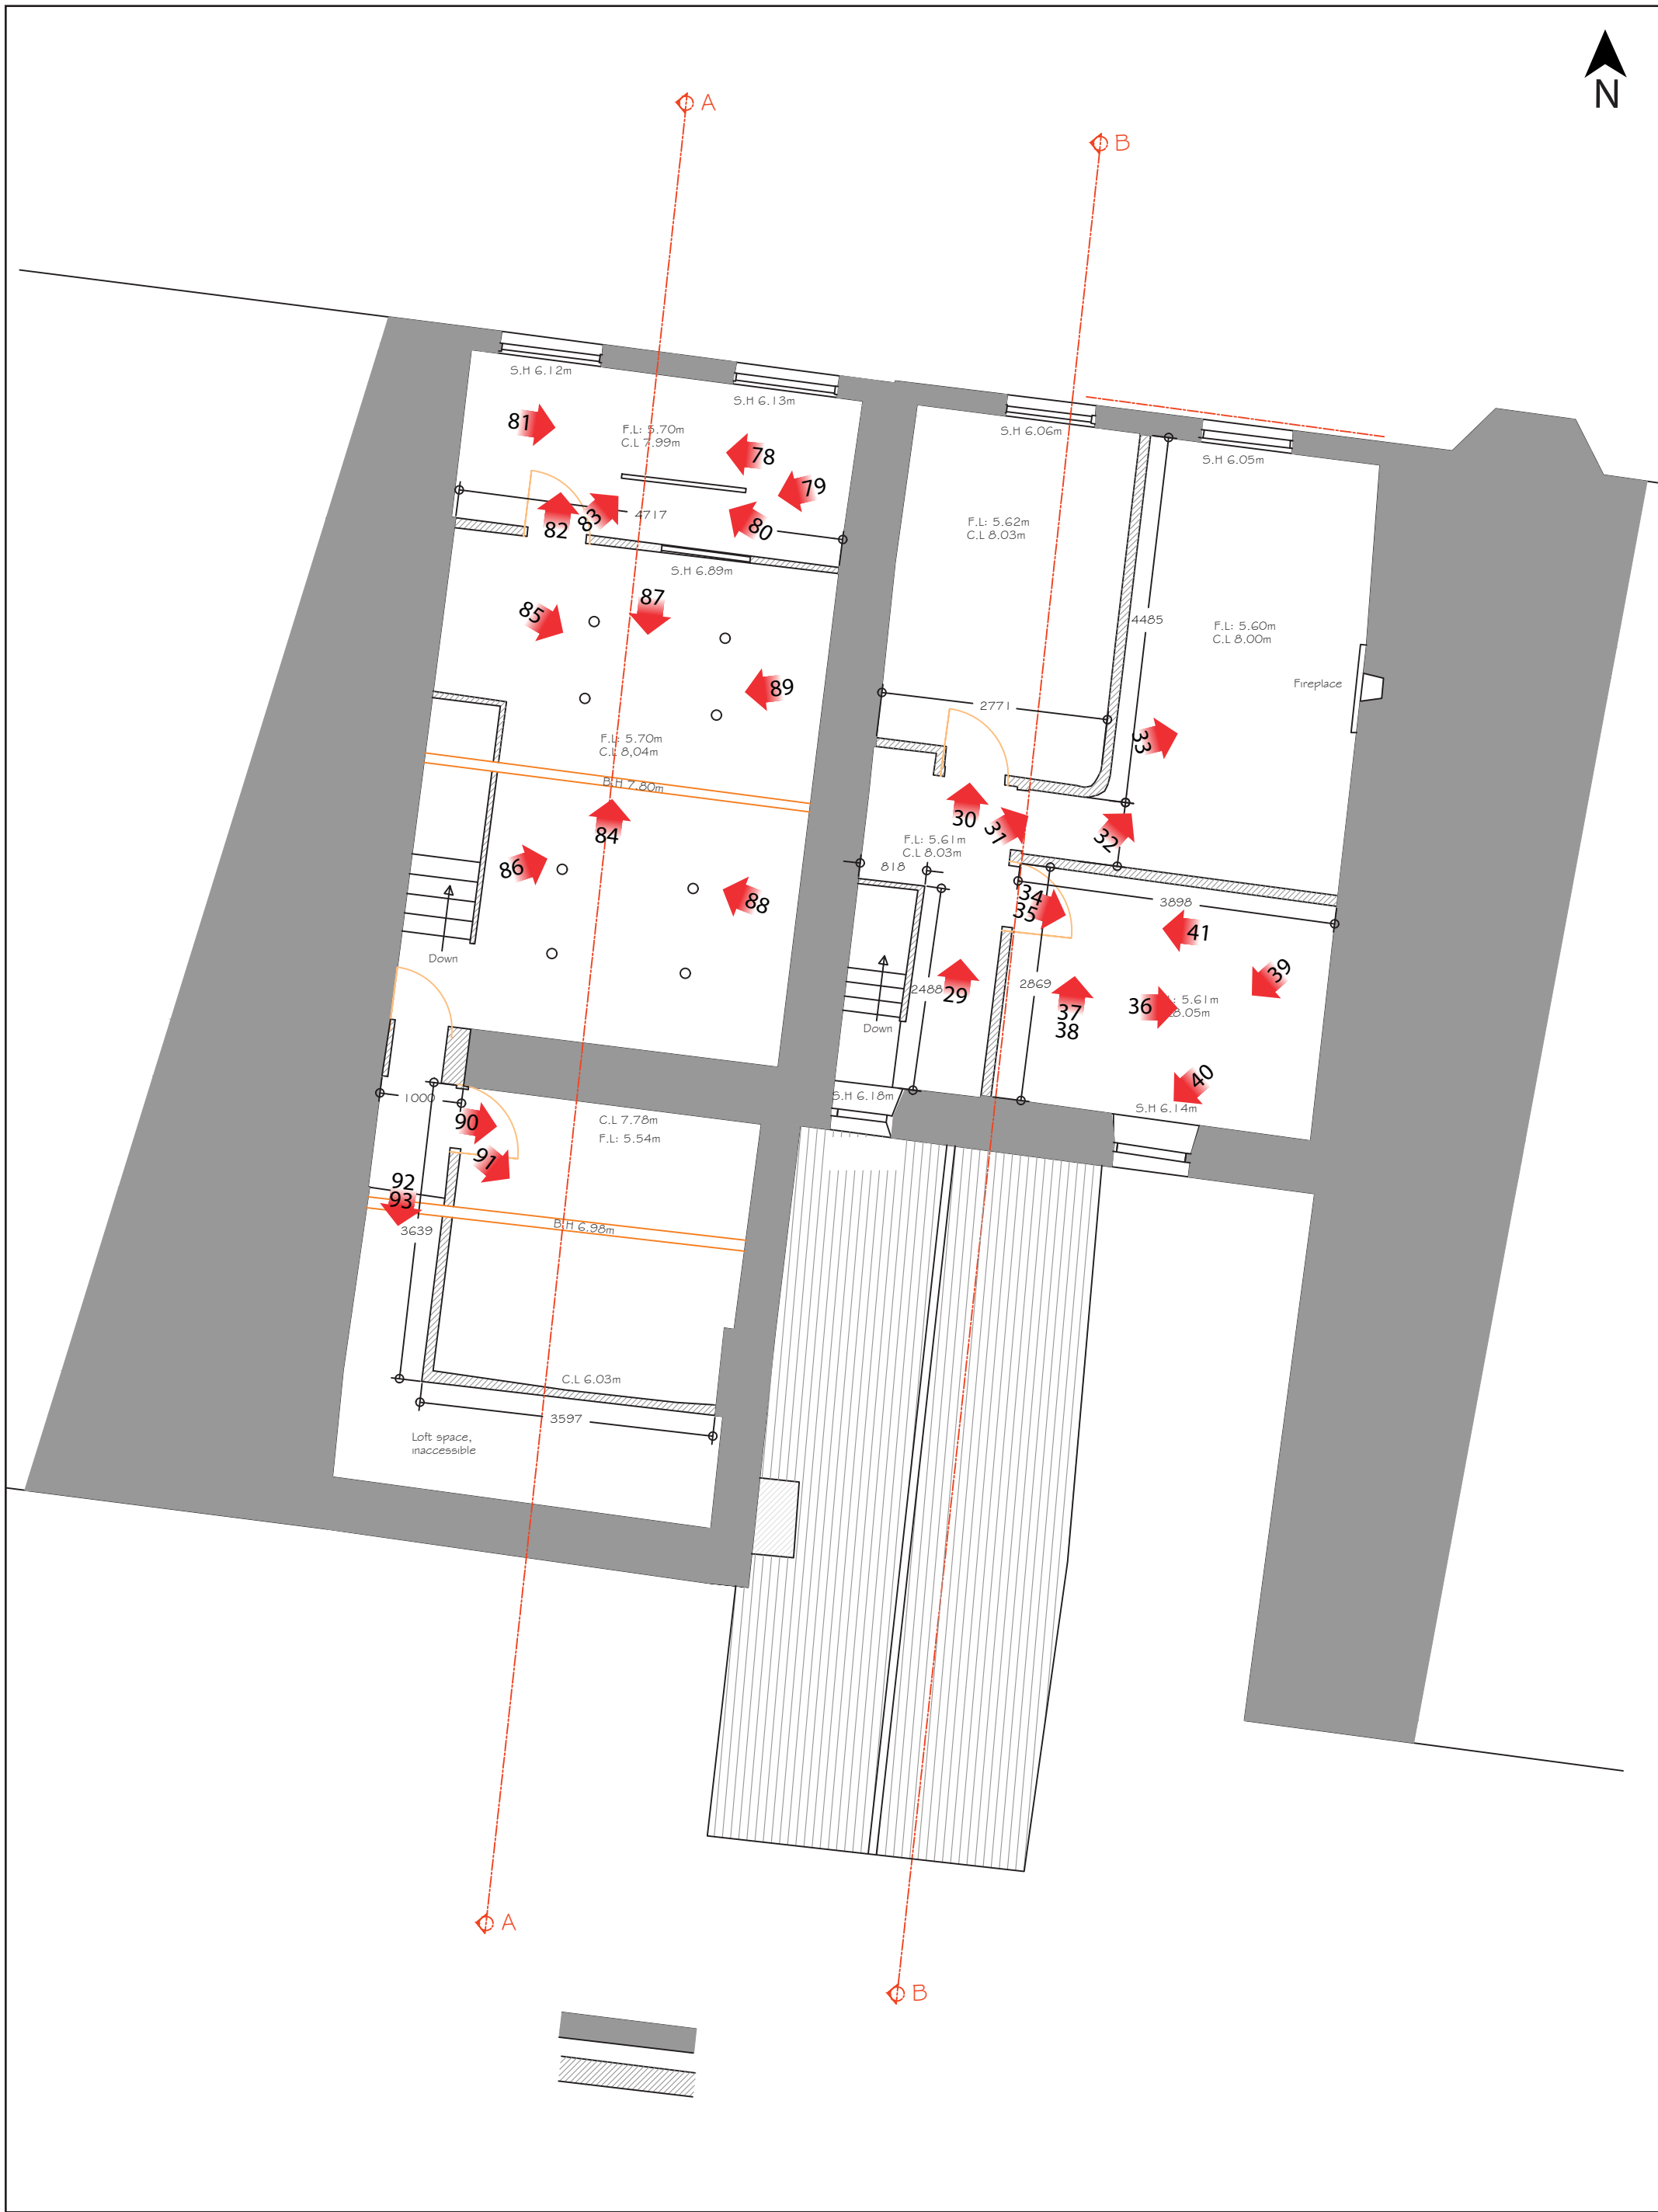 N
A
B
S.H 6.12m
S.H 6.13m
81
F.L: 5.70m
C.L 7.99m
78
79
80
82
83
4717
S.H 6.89m
S.H 6.06m
S.H 6.05m
F.L: 5.62m
C.L 8.03m
85
87
89
4485
F.L: 5.60m
C.L 8.00m
Fireplace
2771
33
F.L: 5.70m
C.L 8,04m
B.H 7.80m
84
86
88
30
31
32
F.L: 5.61m
C.L 8.03m
818
34
35
3898
41
39
Down
2488
29
2869
37
38
36
5.61m
8.05m
Down
40
S.H 6.18m
S.H 6.14m
1000
90
91
C.L 7.78m
F.L: 5.54m
92
93
3639
B.H 6.98m
C.L 6.03m
3597
Loft space,
inaccessible
A
B